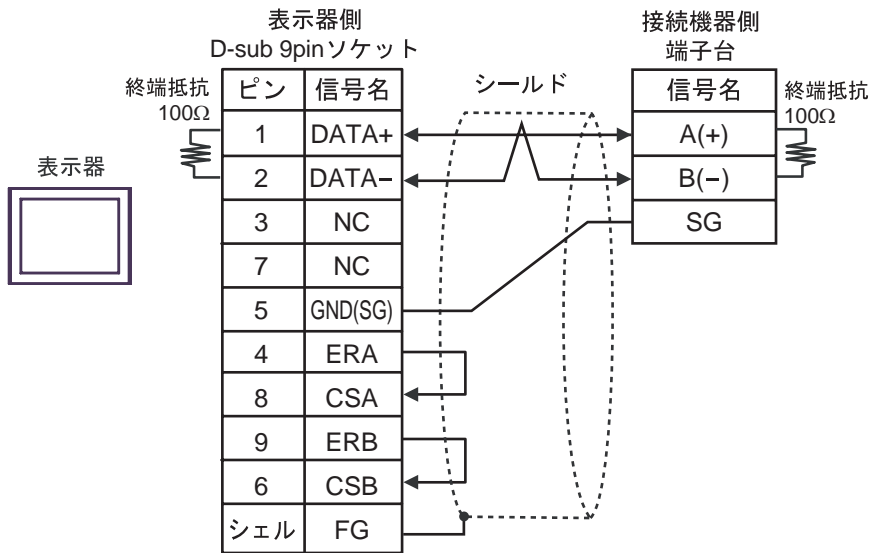 表示器側
D-sub 9pinソケット
接続機器側
端子台
終端抵抗
100Ω
ピン 信号名
シールド
信号名
終端抵抗
100Ω
1 DATA+
A(+)
2 DATA−
B(−)
表示器
3 NC
SG
7 NC
5 GND(SG)
4 ERA
8 CSA
9 ERB
6 CSB
シェル FG